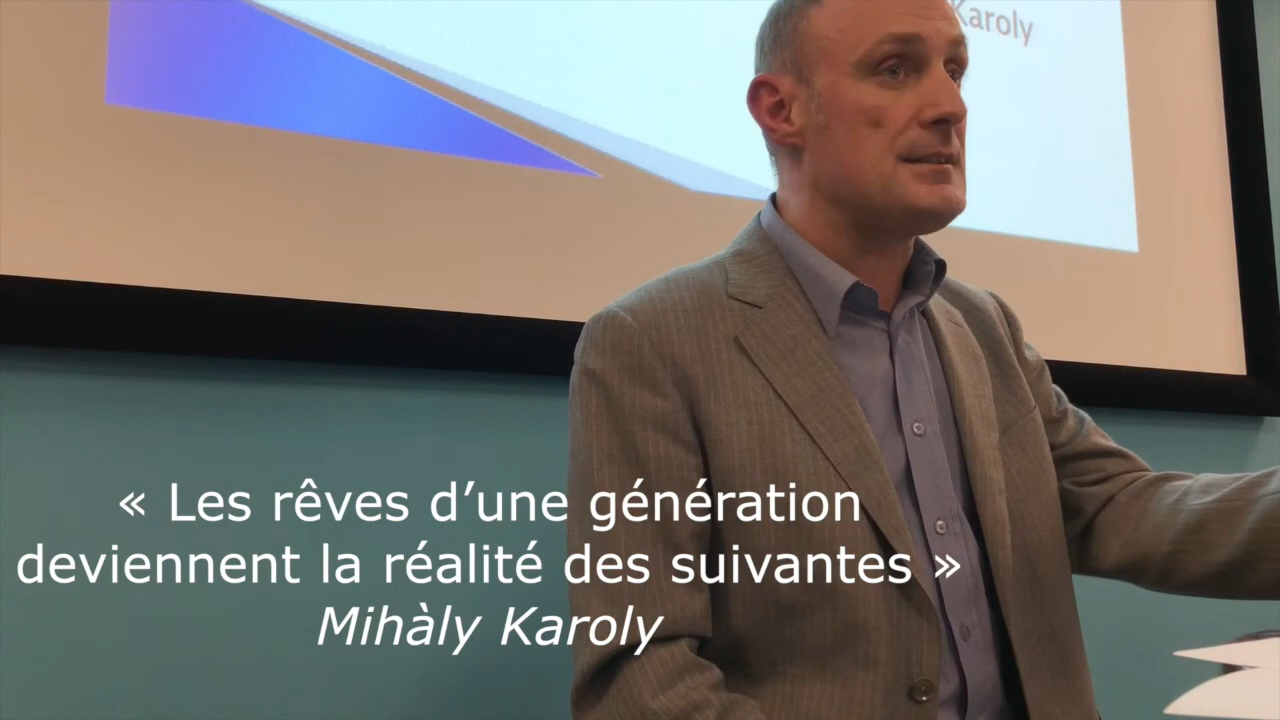 Karoly
« Les rêves d’une génération
deviennent la réalité des suivantes »
Mihàly Karoly